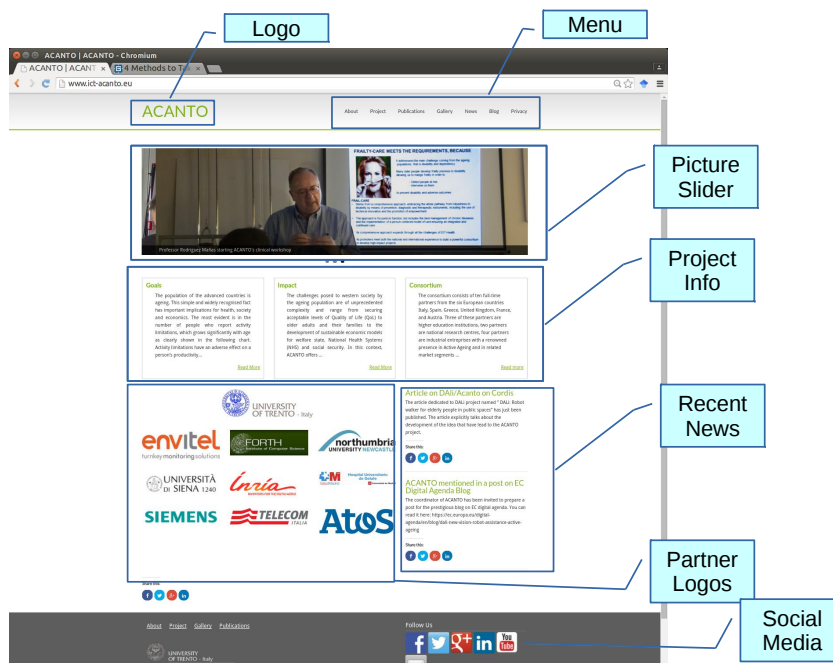 Logo
Menu
ACANTO | ACANTO - Chromium
ACANTO | ACANT
4 Methods to Tak
www.ict-acanto.eu
ACANTO
About Project Publications Gallery News Blog Privacy
FRAILTY-CARE MEETS THE REQUIREMENTS, BECAUSE
FRAIL CARE
Professor Rodriguez Mañas starting ACANTO's clinical workshop
Picture
Slider
Project
Info
Goals
The population of the advanced countries is
ageing. This simple and widely recognised fact
has important implications for health, society
and economics. The most evident is in the
number of people who report activity
limitations, which grows significantly with age
as clearly shown in the following chart.
Activity limitations have an adverse effect on a
person's productivity...
Read More
Impact
The challenges posed to western society by
the ageing population are of unprecedented
complexity and range from securing
acceptable levels of Quality of Life (QoL) to
older adults and their families to the
development of sustainable economic models
for welfare state, National Health Systems
(NHS) and social security. In this context,
ACANTO offers ...
Read More
Consortium
The consortium consists of ten full-time
partners from the six European countries
Italy, Spain, Greece, United Kingdom, France,
and Austria. Three of these partners are
higher education institutions, two partners
are national research centres, four partners
are industrial entreprises with a renowned
presence in Active Ageing and in related
market segments ...
Read more
UNIVERSITY
OF TRENTO - Italy
envitel
turnkey monitoring solutions
FORTH
Institute of Computer Science
northumbria
UNIVERSITY NEWCASTLE
UNIVERSITÀ
DI SIENA 1240
Inria
Hospital Universitario
de Getafe
SIEMENS
TELECOM
ITALIA
Atos
Article on DALi/Acanto on Cordis
The article dedicated to DALI project named " DALI: Robot
walker for elderly people in public spaces" has just been
published. The article explicitly talks about the
development of the idea that have lead to the ACANTO
project.
Share this:
ACANTO mentioned in a post on EC
Digital Agenda Blog
The coordinator of ACANTO has been invited to prepare a
post for the prestigious blog on EC digital agenda. You can
read it here: https://ec.europa.eu/digital-
agenda/en/blog/dali-new-vision-robot-assistance-active-
ageing
Share this:
Recent
News
Partner
Logos
Share this:
Social
Media
About Project Gallery Publications
UNIVERSITY
OF TRENTO - Italy
Follow Us
You
Tube